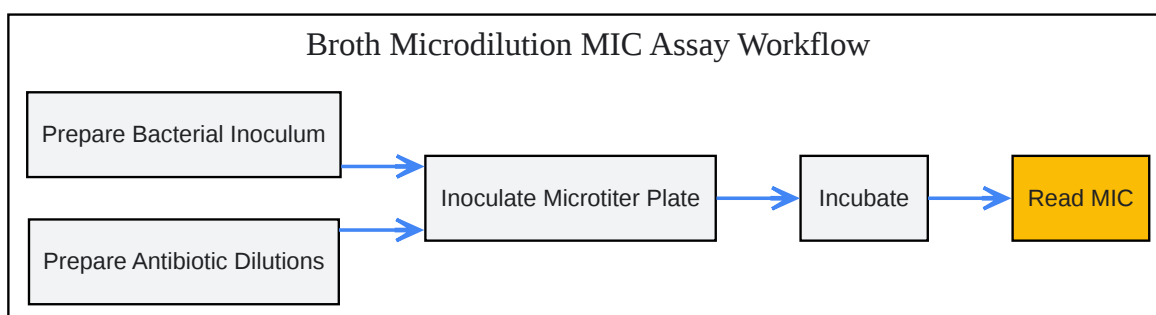 Broth Microdilution MIC Assay Workflow
Prepare Bacterial Inoculum
Prepare Antibiotic Dilutions
Inoculate Microtiter Plate
Incubate
Read MIC